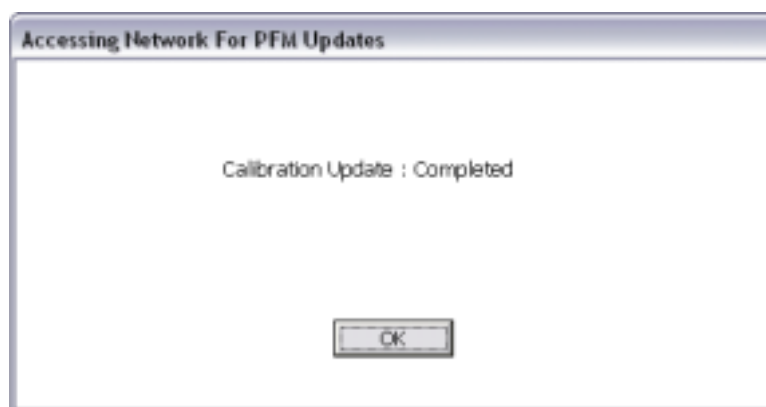 Accessing Network For PFM Updates
Calibration Update : Completed
OK